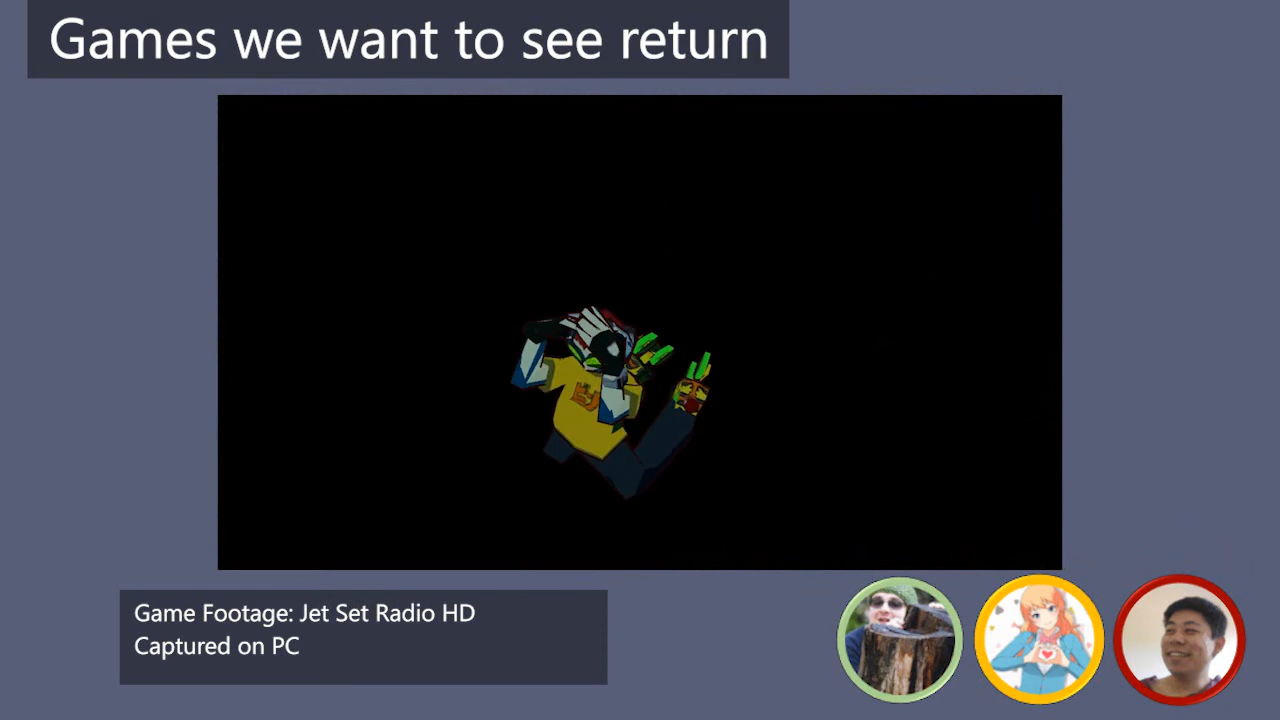 Games we want to see return
Game Footage: Jet Set Radio HD
Captured on PC